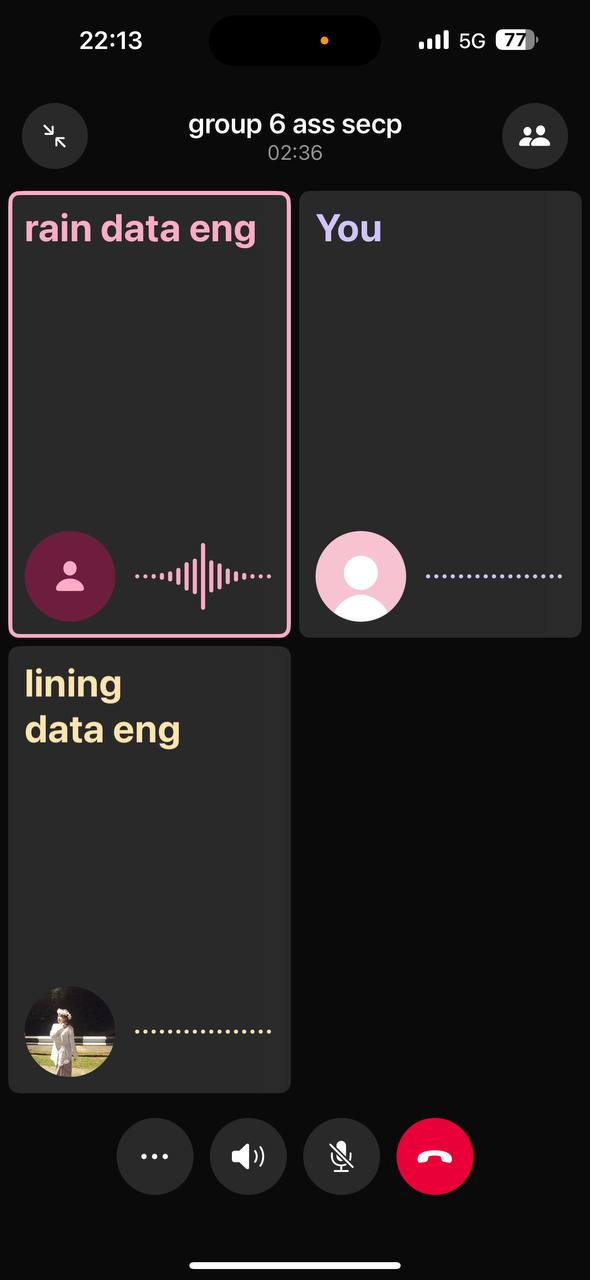 22:13
5G
77
group 6 ass secp
02:36
rain data eng
You
lining
data eng